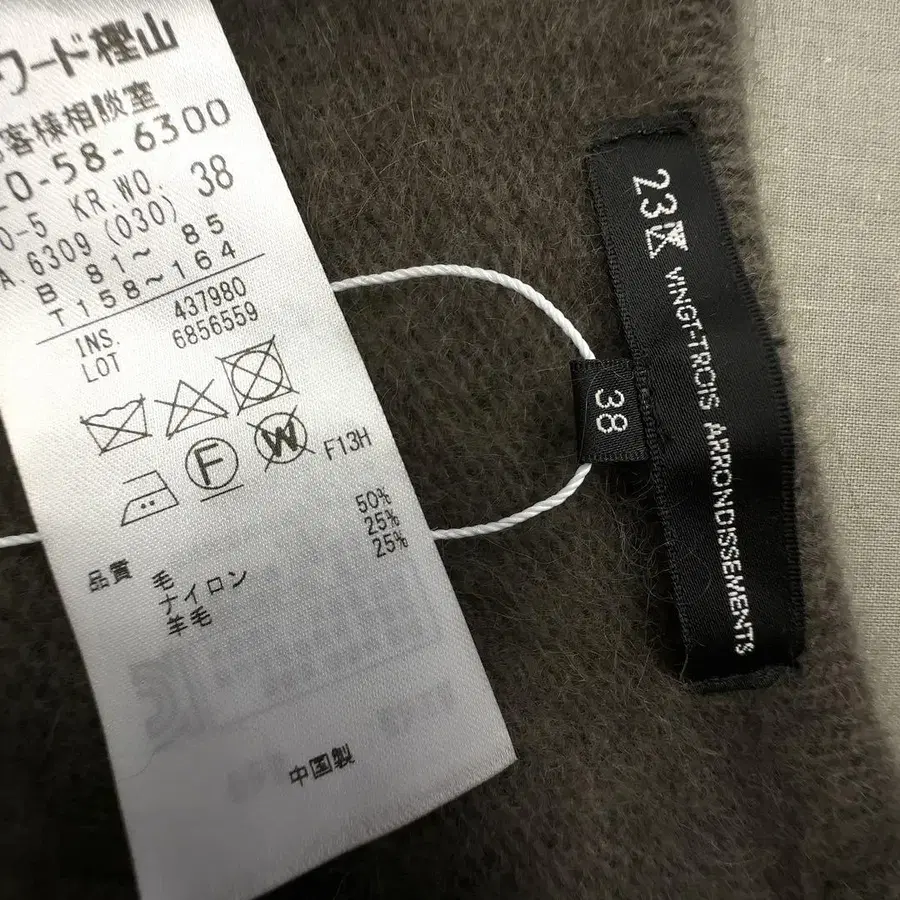 ワード樫山
客様相談室
20-58-6300
0-5 KR.WO. 38
A.6309 (030)
B 81~ 85
T158~164
INS. 437980
LOT 6856559
W
F
F13H
50%
25%
25%
品質 毛
ナイロン
羊毛
中国製
23区
VINGT-TROIS ARRONDISSEMENTS
38